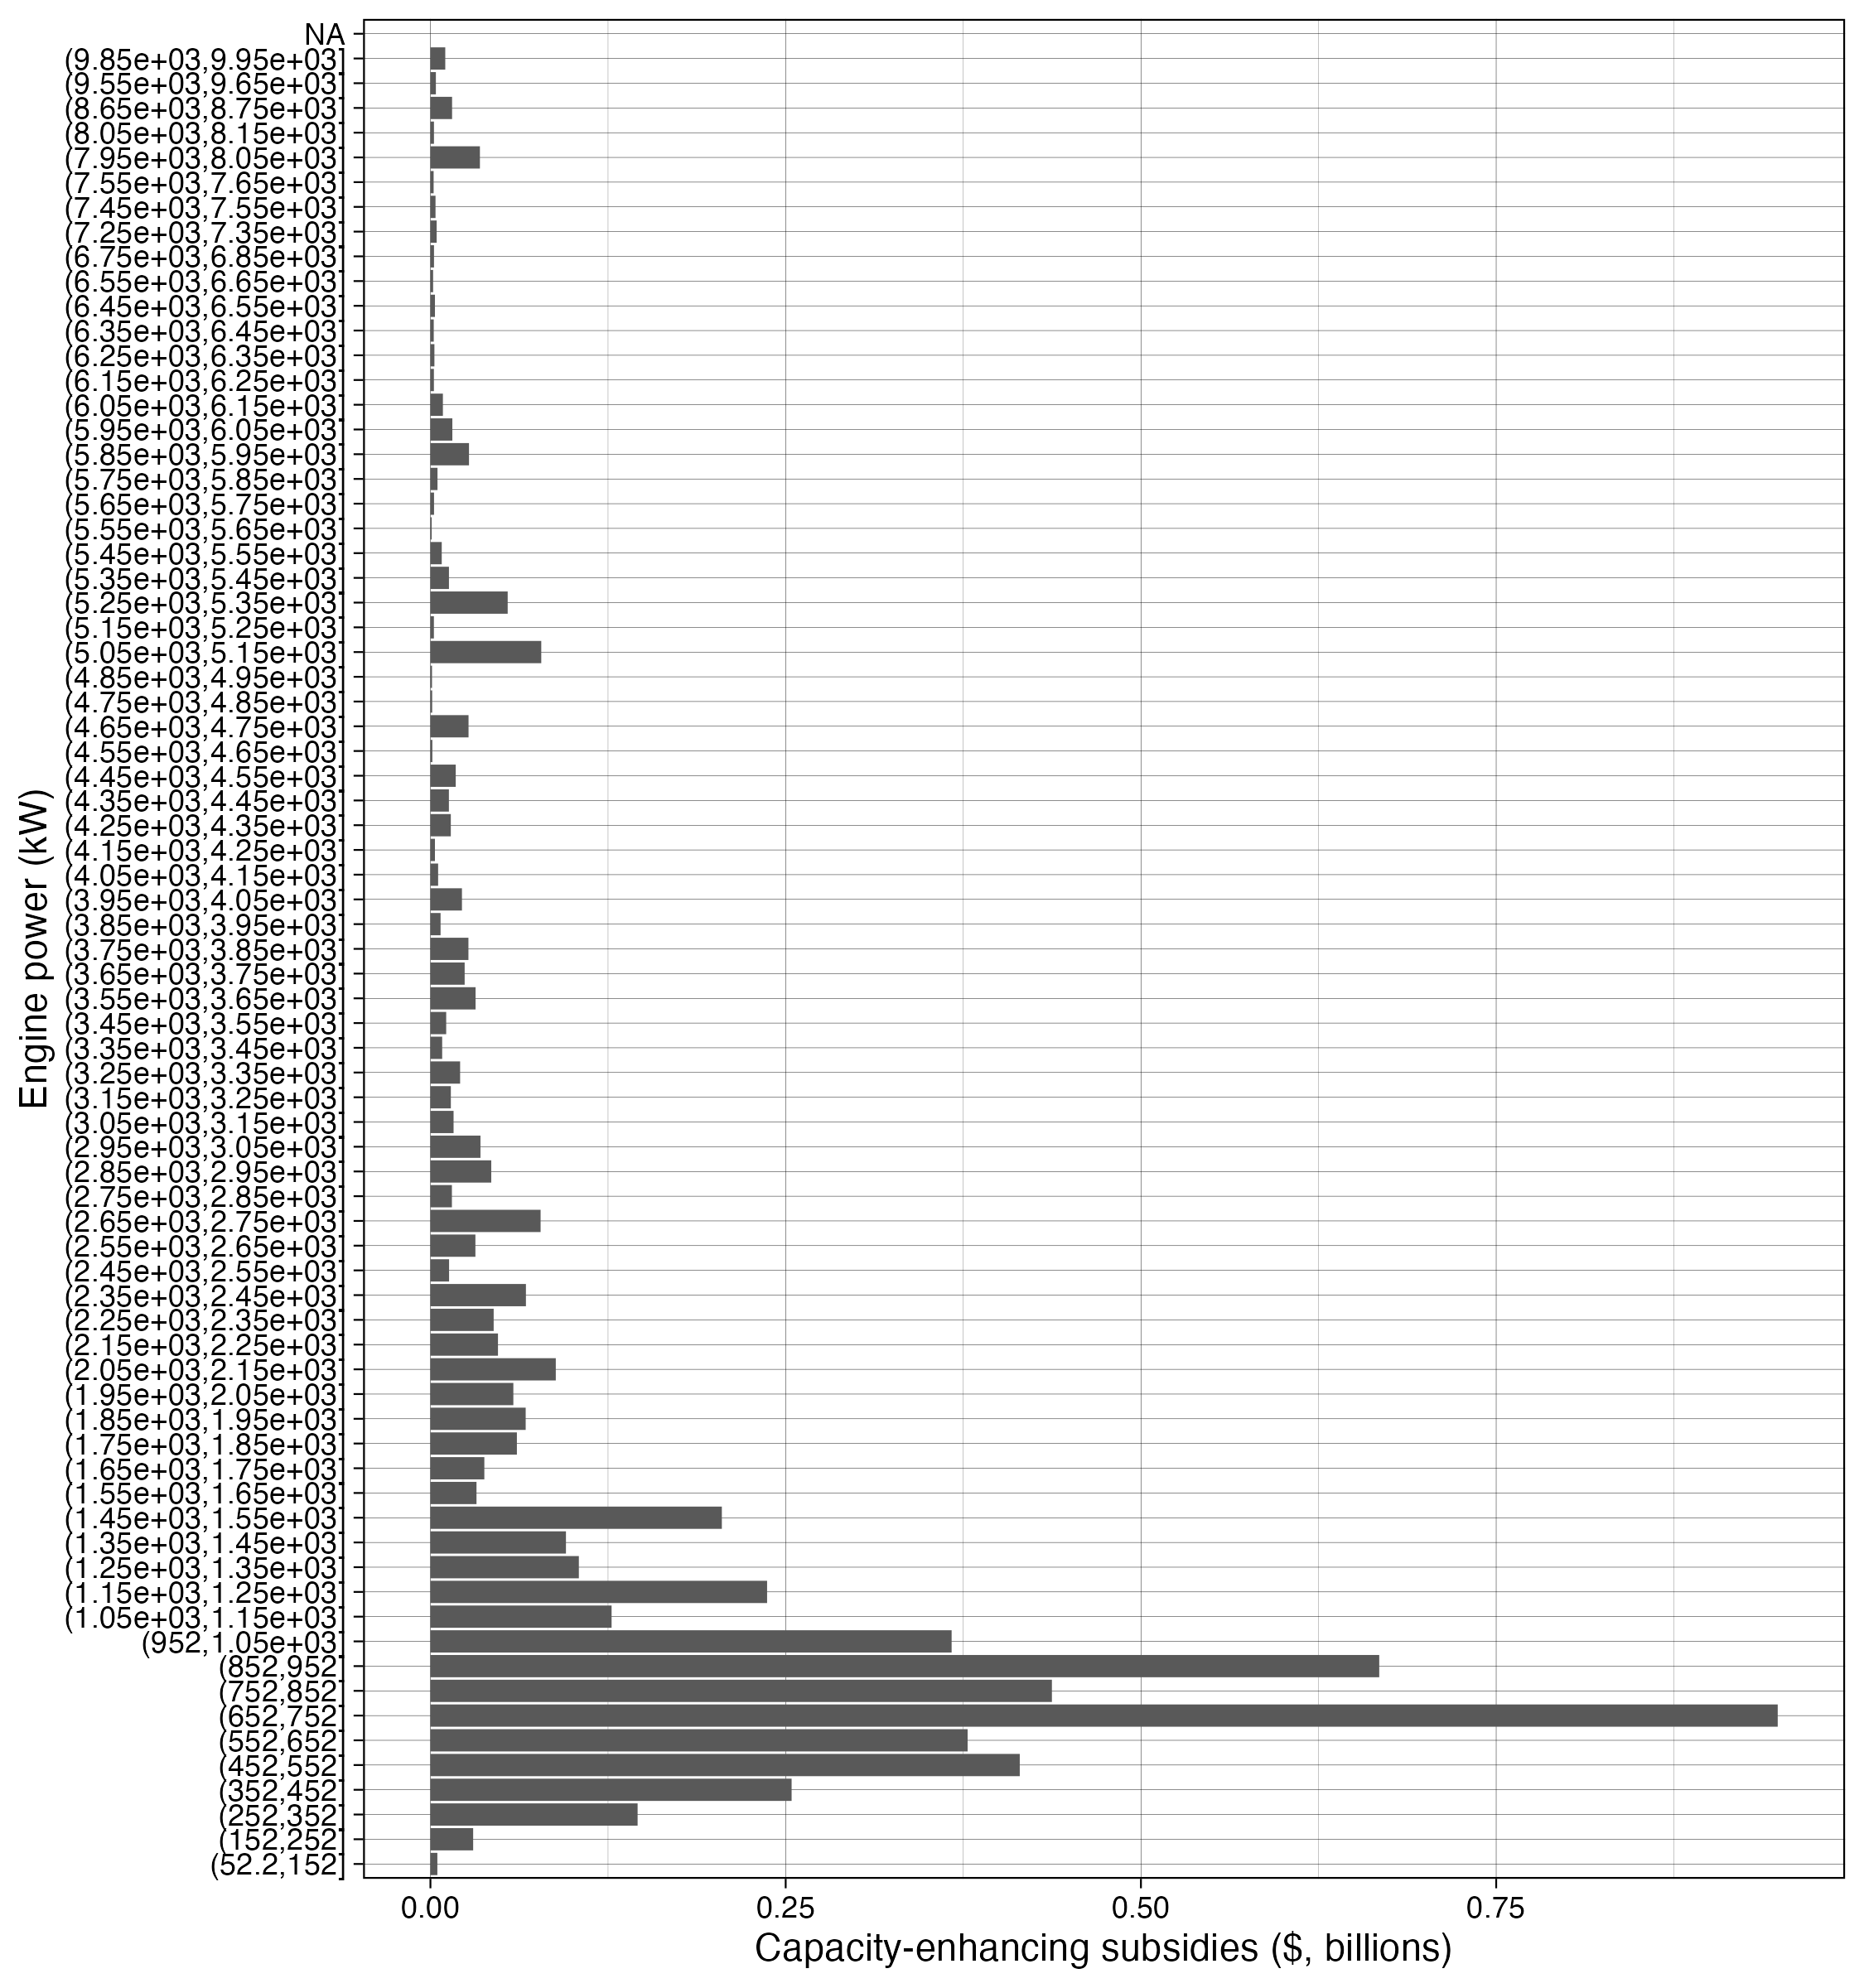 NA
(9.85e+03,9.95e+03]
(9.55e+03,9.65e+03]
(8.65e+03,8.75e+03]
(8.05e+03,8.15e+03]
(7.95e+03,8.05e+03]
(7.55e+03,7.65e+03]
(7.45e+03,7.55e+03]
(7.25e+03,7.35e+03]
(6.75e+03,6.85e+03]
(6.55e+03,6.65e+03]
(6.45e+03,6.55e+03]
(6.35e+03,6.45e+03]
(6.25e+03,6.35e+03]
(6.15e+03,6.25e+03]
(6.05e+03,6.15e+03]
(5.95e+03,6.05e+03]
(5.85e+03,5.95e+03]
(5.75e+03,5.85e+03]
(5.65e+03,5.75e+03]
(5.55e+03,5.65e+03]
(5.45e+03,5.55e+03]
(5.35e+03,5.45e+03]
(5.25e+03,5.35e+03]
(5.15e+03,5.25e+03]
(5.05e+03,5.15e+03]
(4.85e+03,4.95e+03]
(4.75e+03,4.85e+03]
(4.65e+03,4.75e+03]
(4.55e+03,4.65e+03]
(4.45e+03,4.55e+03]
(4.35e+03,4.45e+03]
(4.25e+03,4.35e+03]
(4.15e+03,4.25e+03]
(4.05e+03,4.15e+03]
(3.95e+03,4.05e+03]
(3.85e+03,3.95e+03]
(3.75e+03,3.85e+03]
(3.65e+03,3.75e+03]
(3.55e+03,3.65e+03]
(3.45e+03,3.55e+03]
(3.35e+03,3.45e+03]
(3.25e+03,3.35e+03]
(3.15e+03,3.25e+03]
(3.05e+03,3.15e+03]
(2.95e+03,3.05e+03]
(2.85e+03,2.95e+03]
(2.75e+03,2.85e+03]
(2.65e+03,2.75e+03]
(2.55e+03,2.65e+03]
(2.45e+03,2.55e+03]
(2.35e+03,2.45e+03]
(2.25e+03,2.35e+03]
(2.15e+03,2.25e+03]
(2.05e+03,2.15e+03]
(1.95e+03,2.05e+03]
(1.85e+03,1.95e+03]
(1.75e+03,1.85e+03]
(1.65e+03,1.75e+03]
(1.55e+03,1.65e+03]
(1.45e+03,1.55e+03]
(1.35e+03,1.45e+03]
(1.25e+03,1.35e+03]
(1.15e+03,1.25e+03]
(1.05e+03,1.15e+03]
(952,1.05e+03]
(852,952]
(752,852]
(652,752]
(552,652]
(452,552]
(352,452]
(252,352]
(152,252]
(52.2,152]
Engine power (kW)
0.00 0.25 0.50 0.75
Capacity-enhancing subsidies ($, billions)